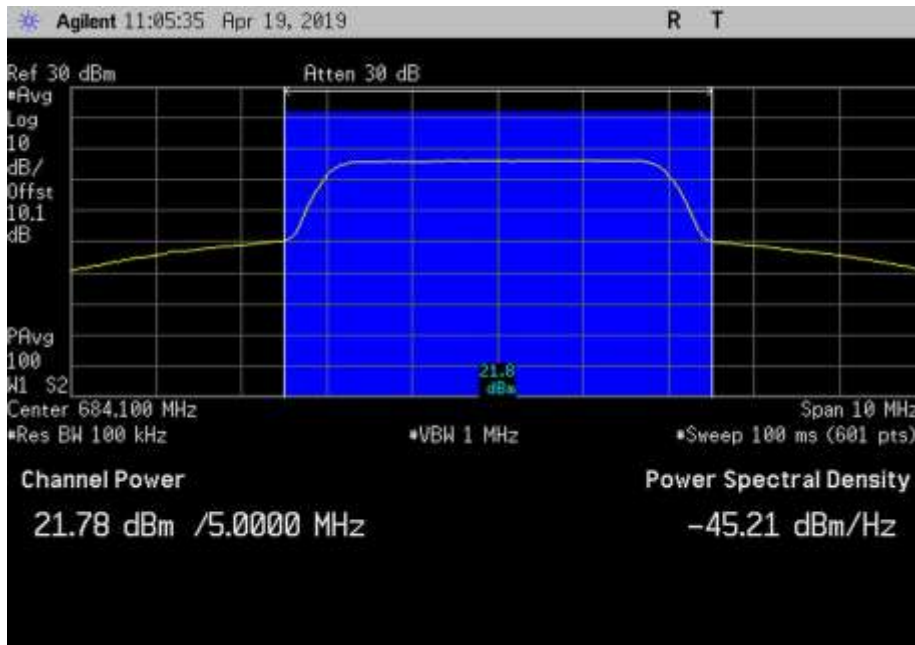 Agilent 11:05:35 Apr 19, 2019 R T
Ref 30 dBm Atten 30 dB
*Avg
Log
10
dB/
Offst
10.1
dB
PAvg
100
W1 S2
21.8
dBm
Center 684.100 MHz Span 10 MHz
*Res BW 100 kHz *VBW 1 MHz *Sweep 100 ms (601 pts)
Channel Power Power Spectral Density
21.78 dBm /5.0000 MHz -45.21 dBm/Hz